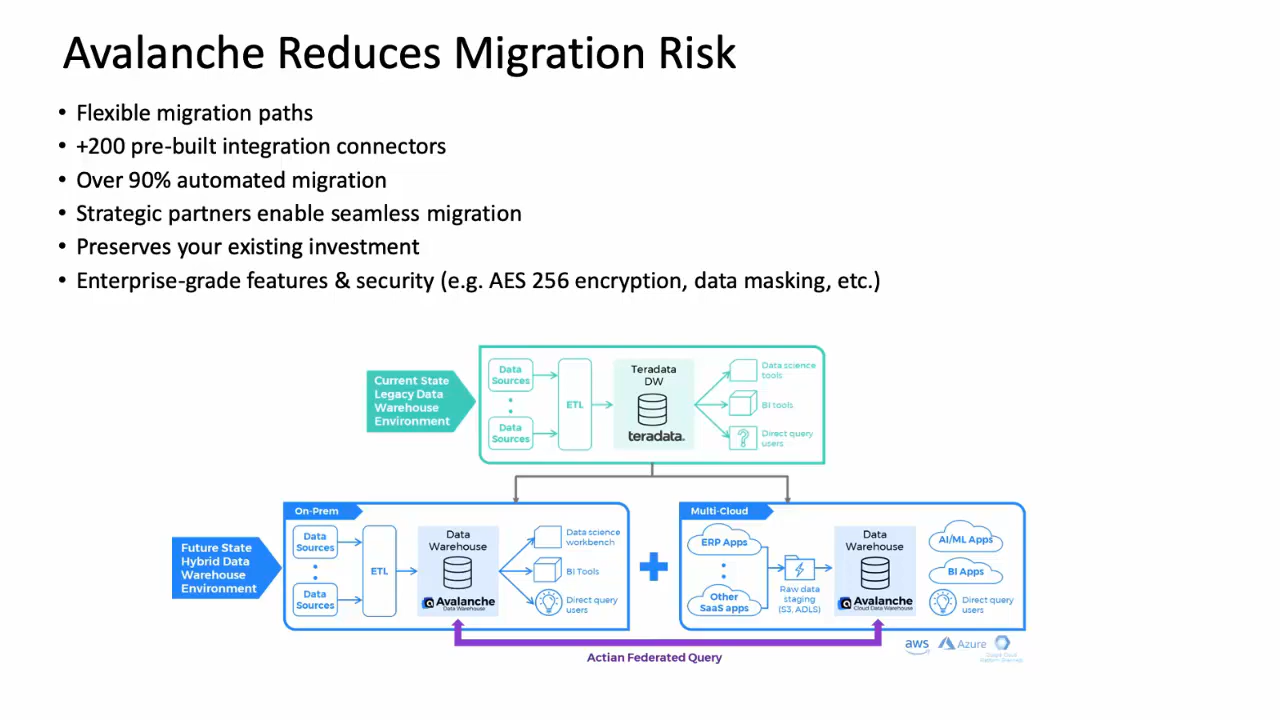 Avalanche Reduces Migration Risk
• Flexible migration paths
• +200 pre-built integration connectors
• Over 90% automated migration
• Strategic partners enable seamless migration
• Preserves your existing investment
• Enterprise-grade features & security (e.g. AES 256 encryption, data masking, etc.)
Current State
Legacy Data
Warehouse
Environment
Data
Sources
Data
Sources
ETL
Teradata
DW
teradata.
Data science
tools
BI tools
Direct query
users
Future State
Hybrid Data
Warehouse
Environment
On-Prem
Data
Sources
Data
Sources
ETL
Data
Warehouse
Avalanche
Data Warehouse
Data science
workbench
BI Tools
Direct query
users
Multi-Cloud
ERP Apps
Other
SaaS apps
Raw data
staging
(S3, ADLS)
Data
Warehouse
Avalanche
Cloud Data Warehouse
AI/ML Apps
BI Apps
Direct query
users
Actian Federated Query
aws
Azure
Google Cloud